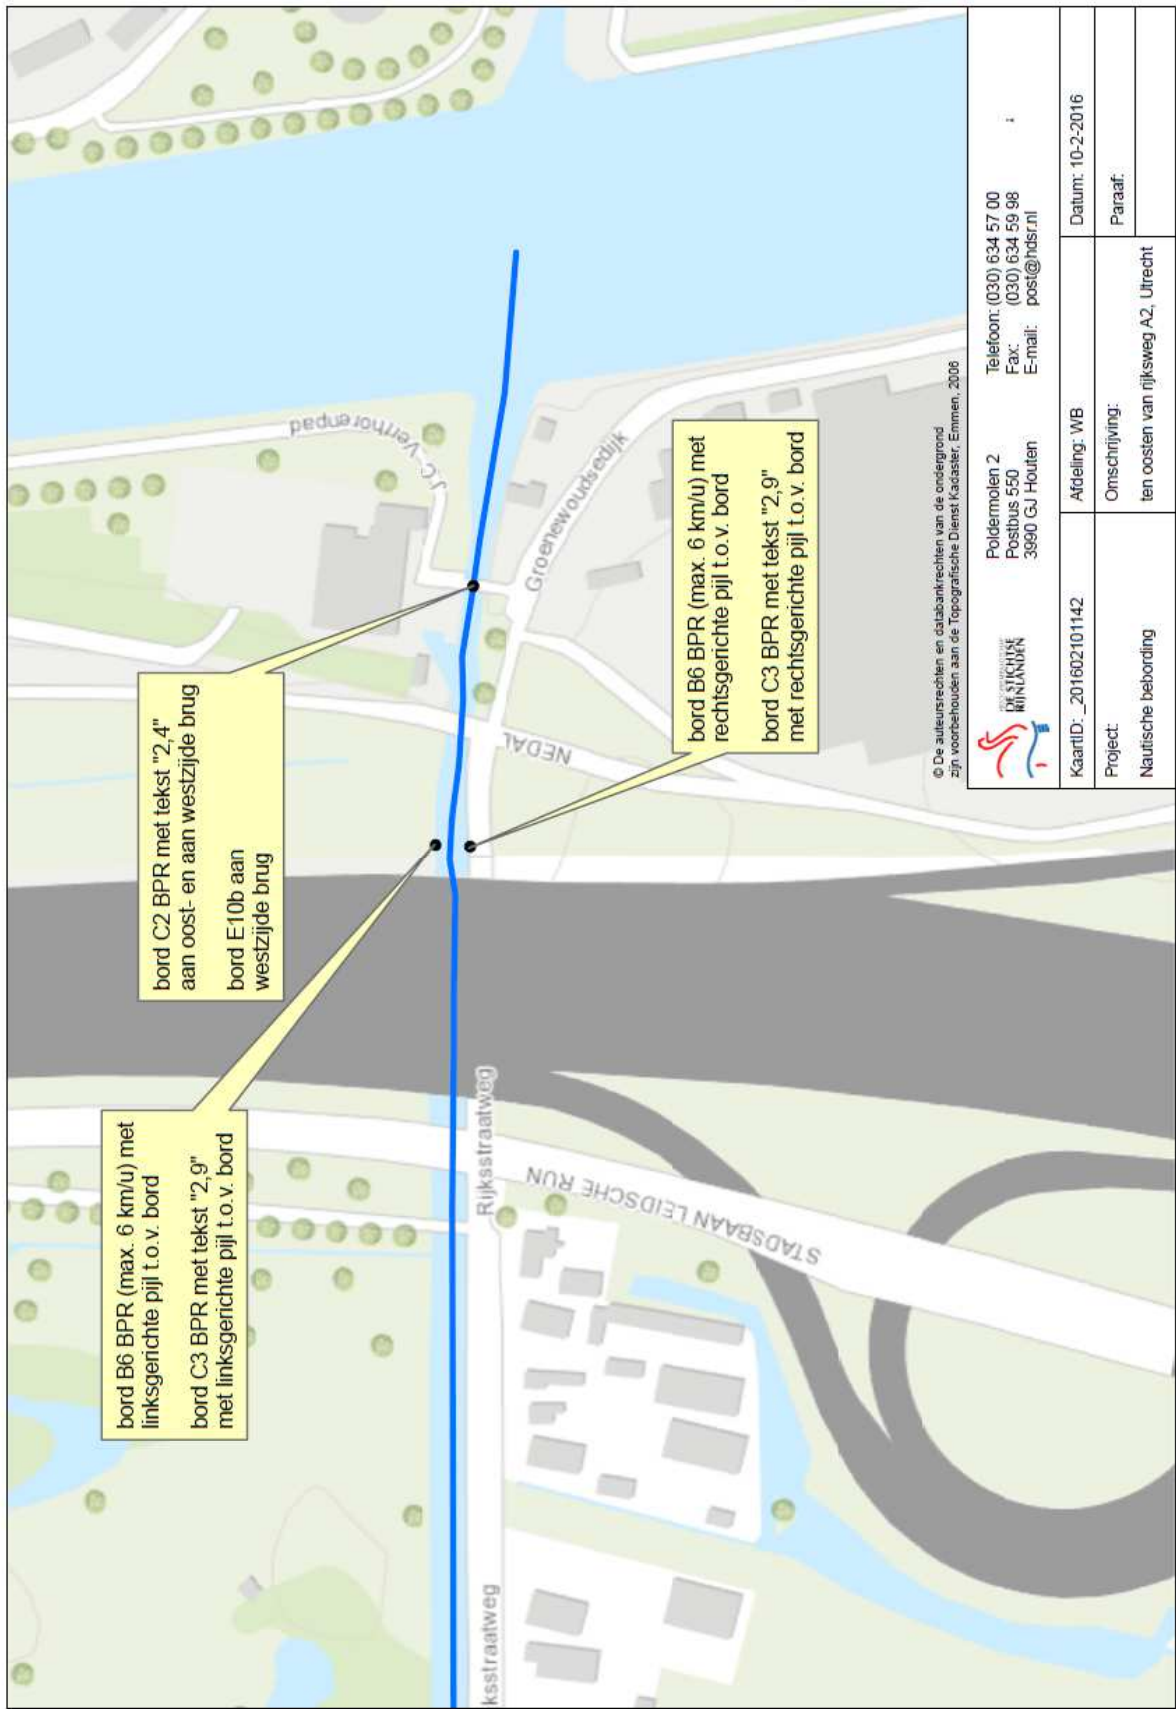 bord B6 BPR (max. 6 km/u) met
linksgerichte pijl t.o.v. bord
bord C3 BPR met tekst "2,9"
met linksgerichte pijl t.o.v. bord
bord C2 BPR met tekst "2,4"
aan oost- en aan westzijde brug
bord E10b aan
westzijde brug
J.C. Verthorenpad
Groenewoudsedijk
NEDAL
Rijksstraatweg
ksstraatweg
STADSBAAN LEIDSCHE RIJN
bord B6 BPR (max. 6 km/u) met
rechtsgerichte pijl t.o.v. bord
bord C3 BPR met tekst "2,9"
met rechtsgerichte pijl t.o.v. bord
© De auteursrechten en databankrechten van de ondergrond
zijn voorbehouden aan de Topografische Dienst Kadaster, Emmen, 2006
DE STICHTSE
RIJNLANDEN
Poldermolen 2
Postbus 550
3990 GJ Houten
Telefoon: (030) 634 57 00
Fax: (030) 634 59 98
E-mail: post@hdsr.nl
KaartID: _201602101142
Afdeling: WB
Datum: 10-2-2016
Project:
Omschrijving:
Paraaf:
Nautische bebording
ten oosten van rijksweg A2, Utrecht